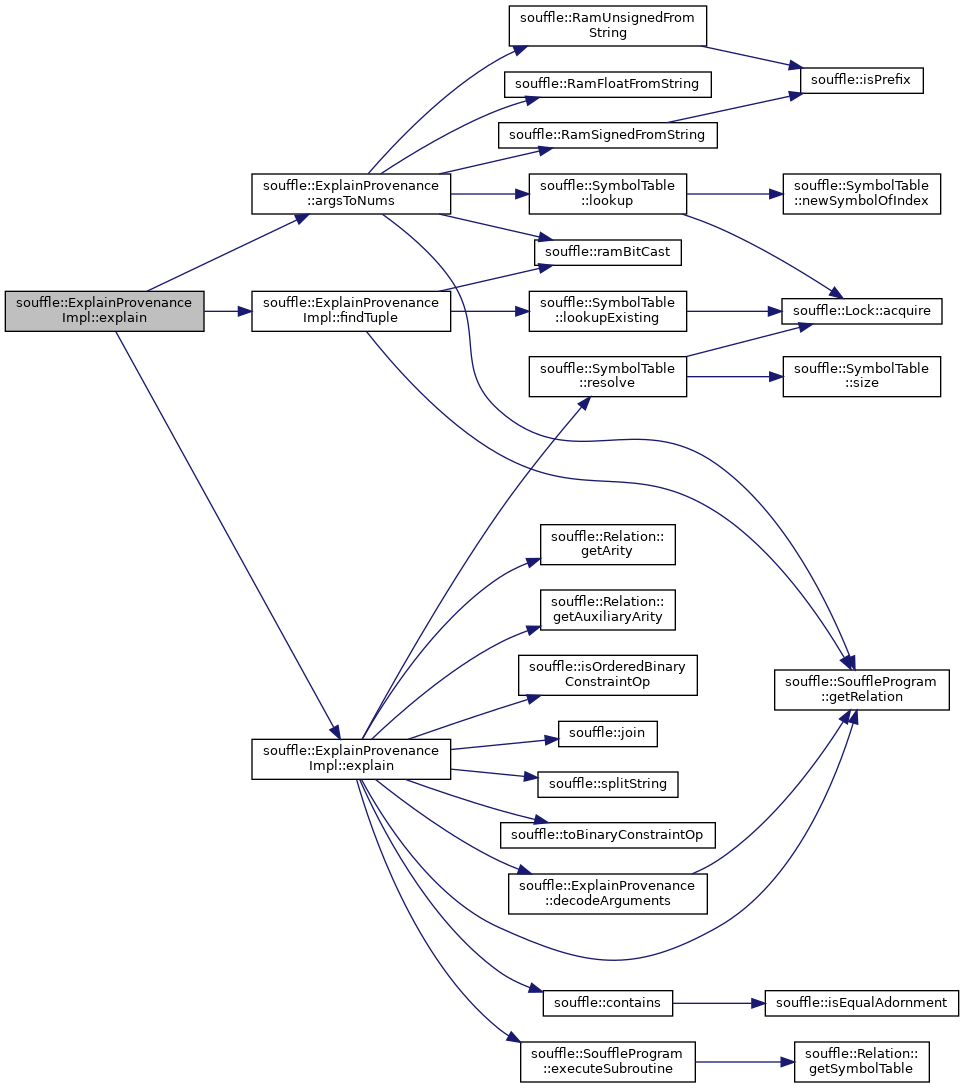 souffle::RamUnsignedFrom
String
souffle::isPrefix
souffle::RamFloatFromString
souffle::RamSignedFromString
souffle::ExplainProvenance
::argsToNums
souffle::SymbolTable
::lookup
souffle::SymbolTable
::newSymbolOfIndex
souffle::ramBitCast
souffle::ExplainProvenance
Impl::explain
souffle::ExplainProvenance
Impl::findTuple
souffle::SymbolTable
::lookupExisting
souffle::Lock::acquire
souffle::SymbolTable
::resolve
souffle::SymbolTable
::size
souffle::Relation::
getArity
souffle::Relation::
getAuxiliaryArity
souffle::isOrderedBinary
ConstraintOp
souffle::SouffleProgram
::getRelation
souffle::join
souffle::ExplainProvenance
Impl::explain
souffle::splitString
souffle::toBinaryConstraintOp
souffle::ExplainProvenance
::decodeArguments
souffle::contains
souffle::isEqualAdornment
souffle::SouffleProgram
::executeSubroutine
souffle::Relation::
getSymbolTable